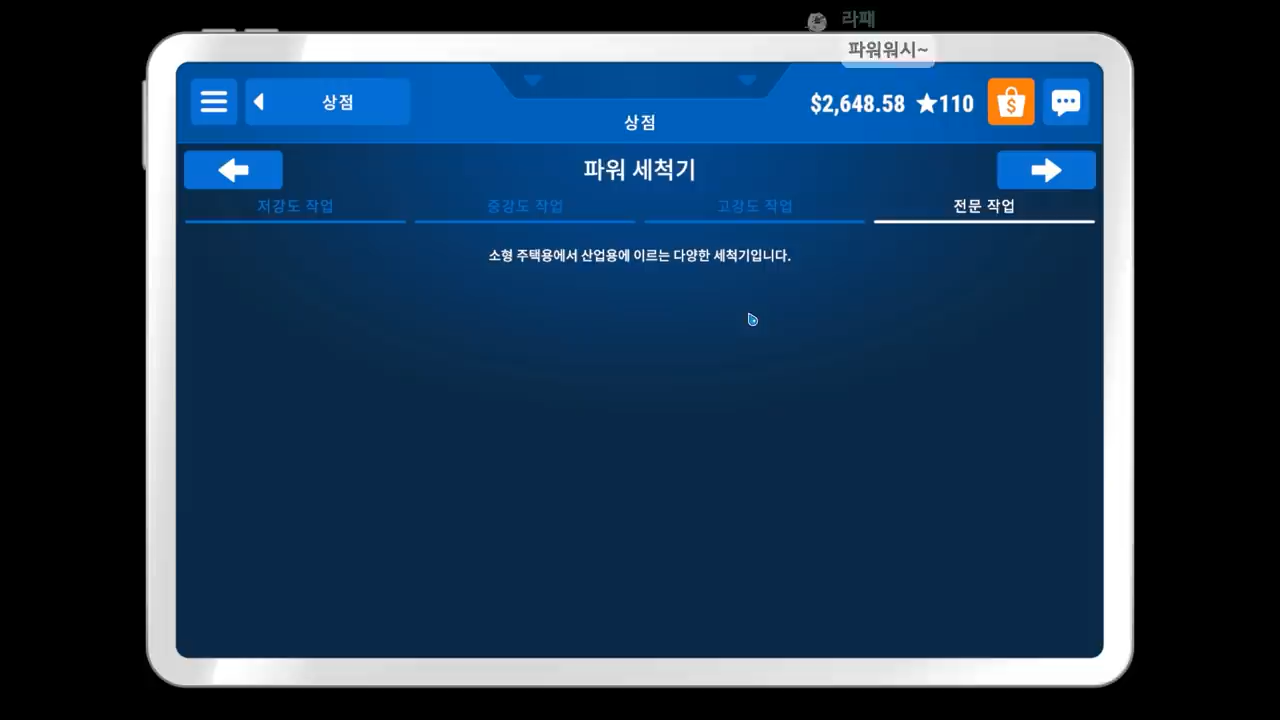 라패
파워워시~
상점
$2,648.58 ★110
상점
파워 세척기
저강도 작업
중강도 작업
고강도 작업
전문 작업
소형 주택용에서 산업용에 이르는 다양한 세척기입니다.